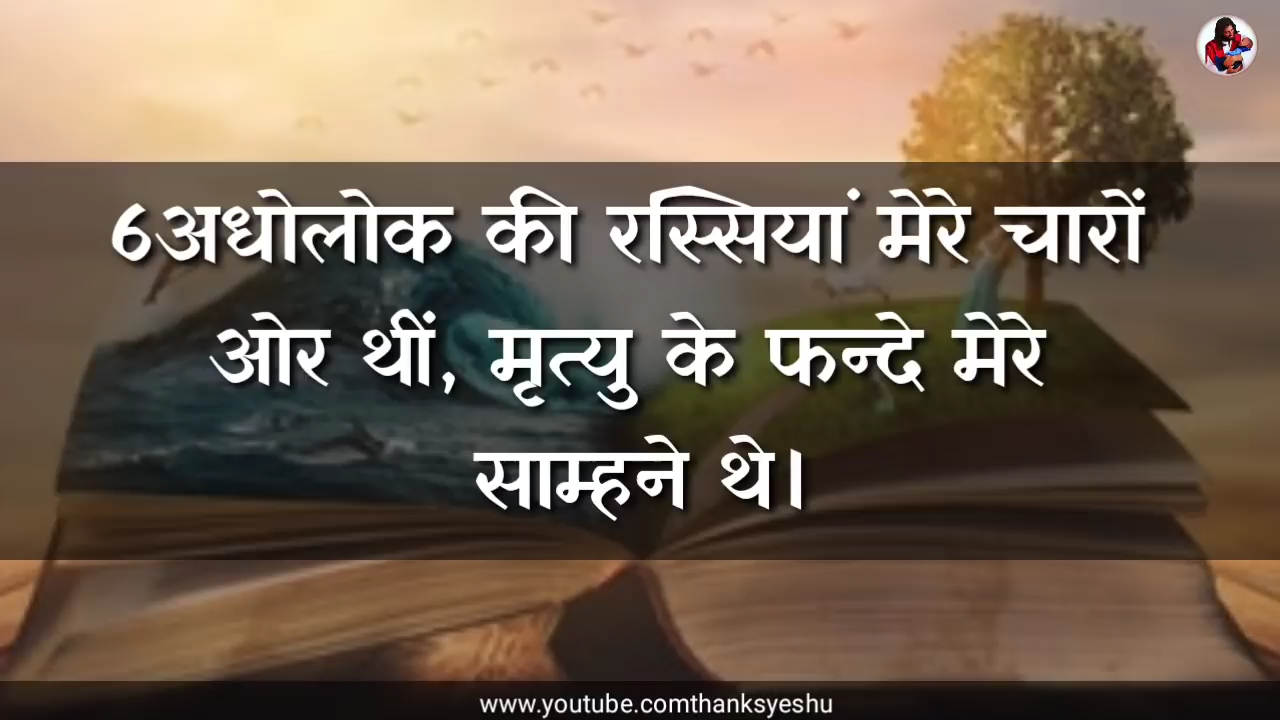 6अधोलोक की रस्सियां मेरे चारों
ओर थीं, मृत्यु के फन्दे मेरे
साम्हने थे।
www.youtube.comthanksyeshu